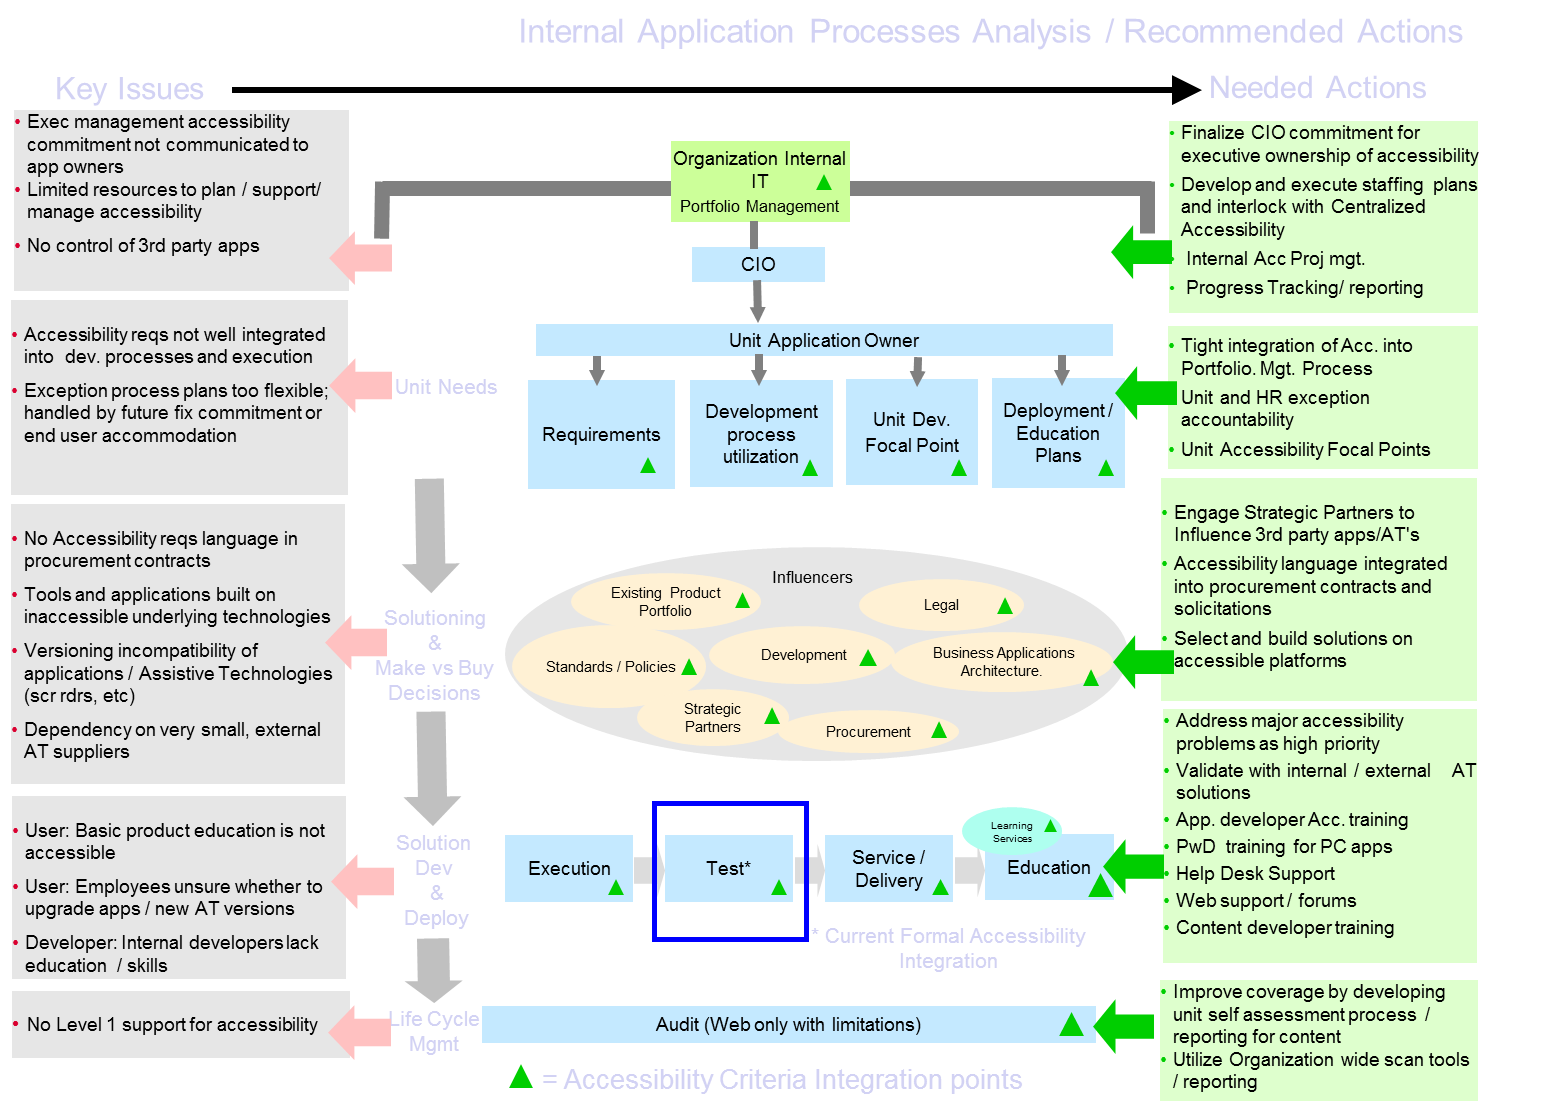 Internal Application Processes Analysis / Recommended Actions
Key Issues
Needed Actions
• Exec management accessibility
commitment not communicated to
app owners
• Limited resources to plan / support/
manage accessibility
• No control of 3rd party apps
Organization Internal
IT
Portfolio Management
CIO
• Finalize CIO commitment for
executive ownership of accessibility
• Develop and execute staffing plans
and interlock with Centralized
Accessibility
• Internal Acc Proj mgt.
• Progress Tracking/ reporting
• Accessibility reqs not well integrated
into dev. processes and execution
• Exception process plans too flexible;
handled by future fix commitment or
end user accommodation
Unit Needs
Unit Application Owner
Requirements
Development
process
utilization
Unit Dev.
Focal Point
Deployment /
Education
Plans
• Tight integration of Acc. into
Portfolio. Mgt. Process
• Unit and HR exception
accountability
• Unit Accessibility Focal Points
• No Accessibility reqs language in
procurement contracts
• Tools and applications built on
inaccessible underlying technologies
• Versioning incompatibility of
applications / Assistive Technologies
(scr rdrs, etc)
• Dependency on very small, external
AT suppliers
Solutioning
&
Make vs Buy
Decisions
Influencers
Existing Product
Portfolio
Legal
Standards / Policies
Development
Business Applications
Architecture.
Strategic
Partners
Procurement
• Engage Strategic Partners to
Influence 3rd party apps/AT's
• Accessibility language integrated
into procurement contracts and
solicitations
• Select and build solutions on
accessible platforms
• User: Basic product education is not
accessible
• User: Employees unsure whether to
upgrade apps / new AT versions
• Developer: Internal developers lack
education / skills
Solution
Dev
&
Deploy
Execution
Test*
Service /
Delivery
Learning
Services
Education
* Current Formal Accessibility
Integration
• Address major accessibility
problems as high priority
• Validate with internal / external AT
solutions
• App. developer Acc. training
• PwD training for PC apps
• Help Desk Support
• Web support / forums
• Content developer training
• No Level 1 support for accessibility
Life Cycle
Mgmt
Audit (Web only with limitations)
• Improve coverage by developing
unit self assessment process /
reporting for content
• Utilize Organization wide scan tools
/ reporting
= Accessibility Criteria Integration points